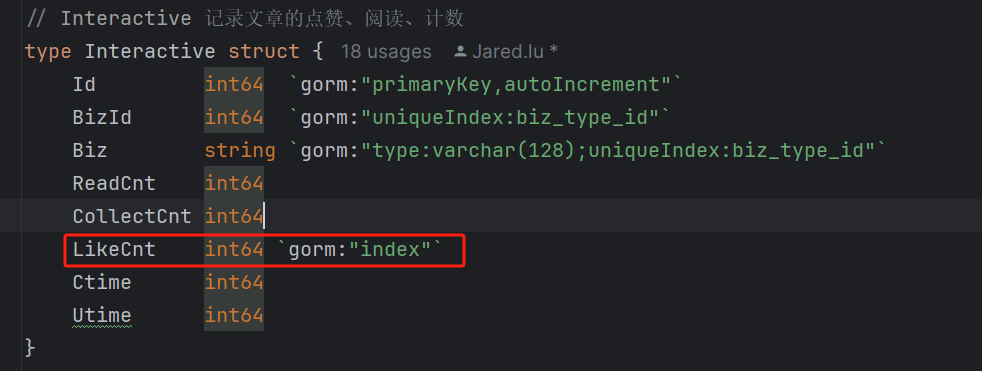 // Interactive 记录文章的点赞、阅读、计数
type Interactive struct { 18 usages Jared.lu *
Id int64 `gorm:"primaryKey,autoIncrement"`
BizId int64 `gorm:"uniqueIndex:biz_type_id"`
Biz string `gorm:"type:varchar(128);uniqueIndex:biz_type_id"`
ReadCnt int64
CollectCnt int64
LikeCnt int64 `gorm:"index"`
Ctime int64
Utime int64
}